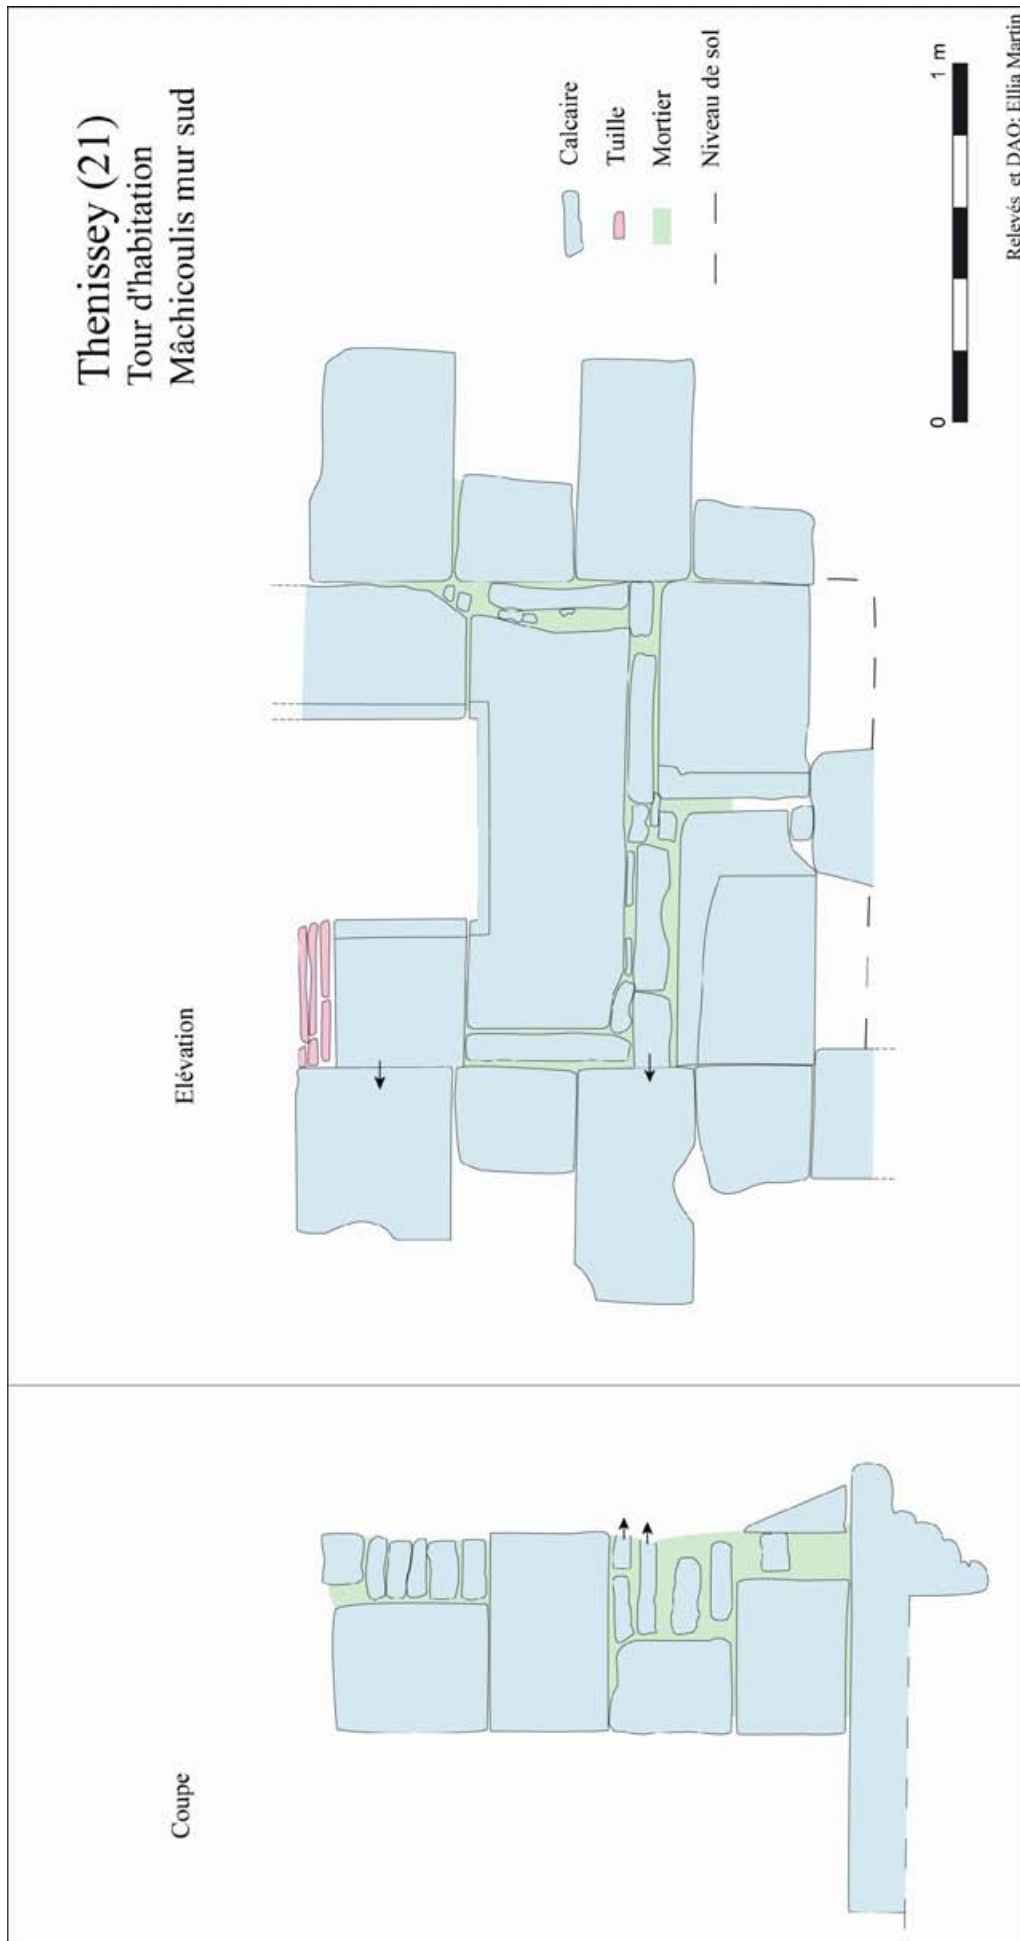 Thenissey (21)
Tour d'habitation
Mâchicoulis mur sud
Coupe
Elévation
Calcaire
Tuille
Mortier
Niveau de sol
0
1 m
Relevés et DAO: Ellia Martin